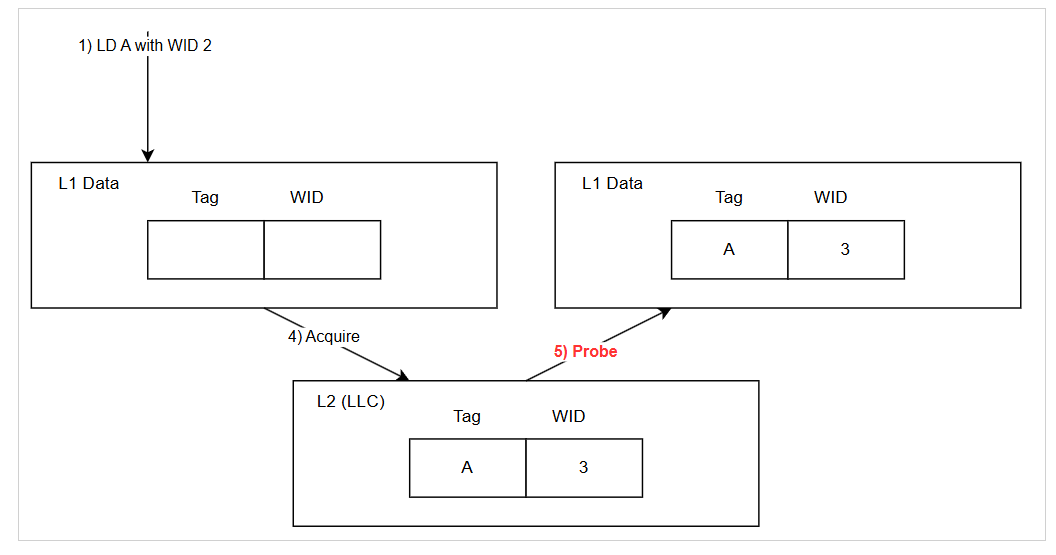 1) LD A with WID 2
L1 Data
Tag WID
L1 Data
Tag WID
A 3
4) Acquire
5) Probe
L2 (LLC)
Tag WID
A 3